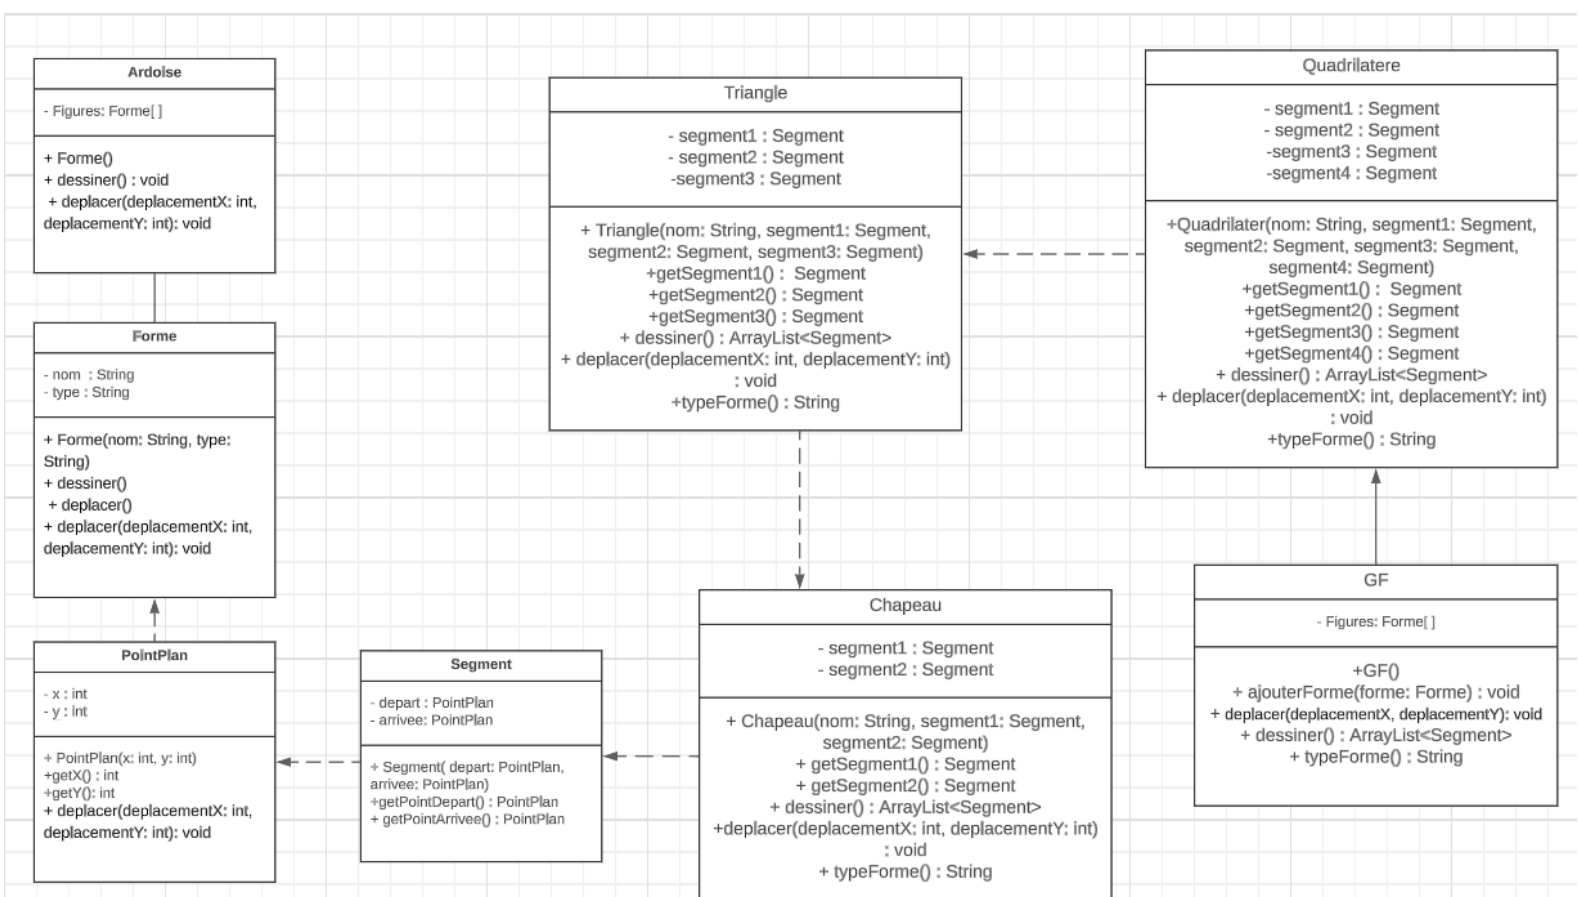 Ardoise
- Figures: Forme[ ]
+ Forme()
+ dessiner() : void
+ deplacer(deplacementX: int,
deplacementY: int): void
Forme
- nom : String
- type : String
+ Forme(nom: String, type:
String)
+ dessiner()
+ deplacer()
+ deplacer(deplacementX: int,
deplacementY: int): void
PointPlan
- x : int
- y : int
+ PointPlan(x: int, y: int)
+getX() : int
+getY(): int
+ deplacer(deplacementX: int,
deplacementY: int): void
Segment
- depart : PointPlan
- arrivee: PointPlan
+ Segment( depart: PointPlan,
arrivee: PointPlan)
+getPointDepart() : PointPlan
+ getPointArrivee() : PointPlan
Triangle
- segment1 : Segment
- segment2 : Segment
-segment3 : Segment
+ Triangle(nom: String, segment1: Segment,
segment2: Segment, segment3: Segment)
+getSegment1() : Segment
+getSegment2() : Segment
+getSegment3() : Segment
+ dessiner() : ArrayList<Segment>
+ deplacer(deplacementX: int, deplacementY: int)
: void
+typeForme() : String
Chapeau
- segment1 : Segment
- segment2 : Segment
+ Chapeau(nom: String, segment1: Segment,
segment2: Segment)
+ getSegment1() : Segment
+ getSegment2() : Segment
+ dessiner() : ArrayList<Segment>
+deplacer(deplacementX: int, deplacementY: int)
: void
+ typeForme() : String
Quadrilatere
- segment1 : Segment
- segment2 : Segment
-segment3 : Segment
-segment4 : Segment
+Quadrilater(nom: String, segment1: Segment,
segment2: Segment, segment3: Segment,
segment4: Segment)
+getSegment1() : Segment
+getSegment2() : Segment
+getSegment3() : Segment
+getSegment4() : Segment
+ dessiner() : ArrayList<Segment>
+ deplacer(deplacementX: int, deplacementY: int)
: void
+typeForme() : String
GF
- Figures: Forme[ ]
+GF()
+ ajouterForme(forme: Forme) : void
+ deplacer(deplacementX, deplacementY): void
+ dessiner() : ArrayList<Segment>
+ typeForme() : String